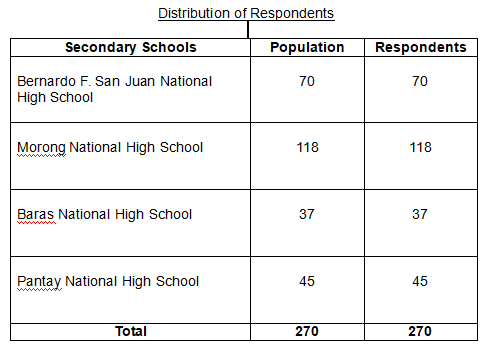 Distribution of Respondents
Secondary Schools Population Respondents
Bernardo F. San Juan National
High School 70 70
Morong National High School 118 118
Baras National High School 37 37
Pantay National High School 45 45
Total 270 270